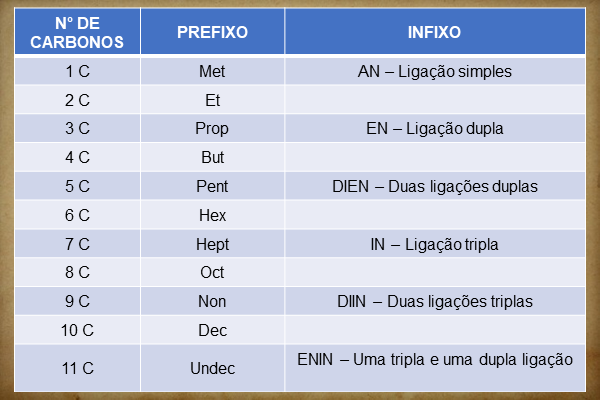 Nº DE CARBONOS PREFIXO INFIXO
1 C Met AN – Ligação simples
2 C Et
3 C Prop EN – Ligação dupla
4 C But
5 C Pent DIEN – Duas ligações duplas
6 C Hex
7 C Hept IN – Ligação tripla
8 C Oct
9 C Non DIIN – Duas ligações triplas
10 C Dec
11 C Undec ENIN – Uma tripla e uma dupla ligação